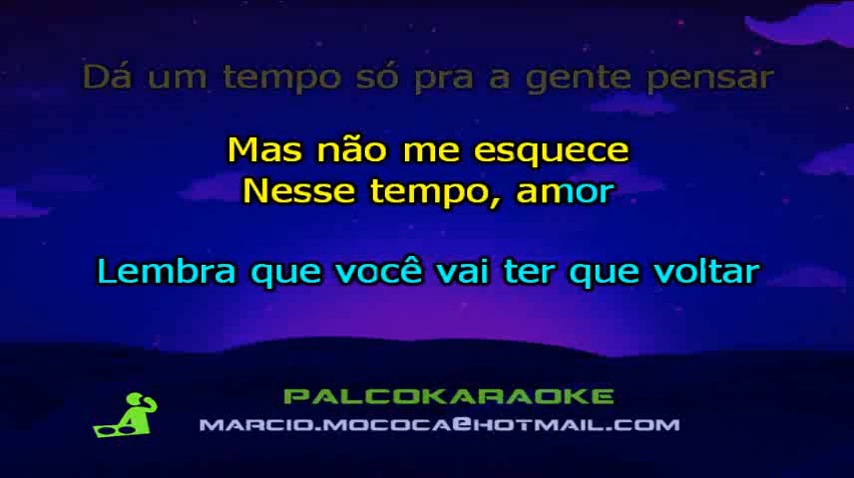 Dá um tempo só pra a gente pensar
Mas não me esquece
Nesse tempo, amor
Lembra que você vai ter que voltar
PALCOKARAOKE
MARCIO.MOCOCA@HOTMAIL.COM